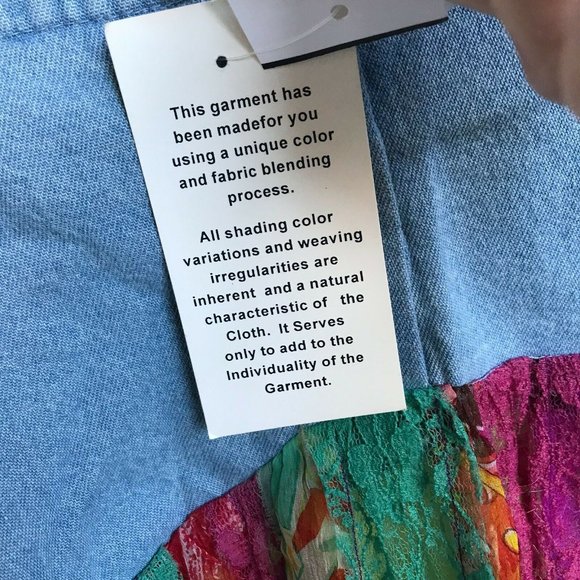 This garment has
been madefor you
using a unique color
and fabric blending
process.
All shading color
variations and weaving
irregularities are
inherent and a natural
characteristic of the
Cloth. It Serves
only to add to the
Individuality of the
Garment.